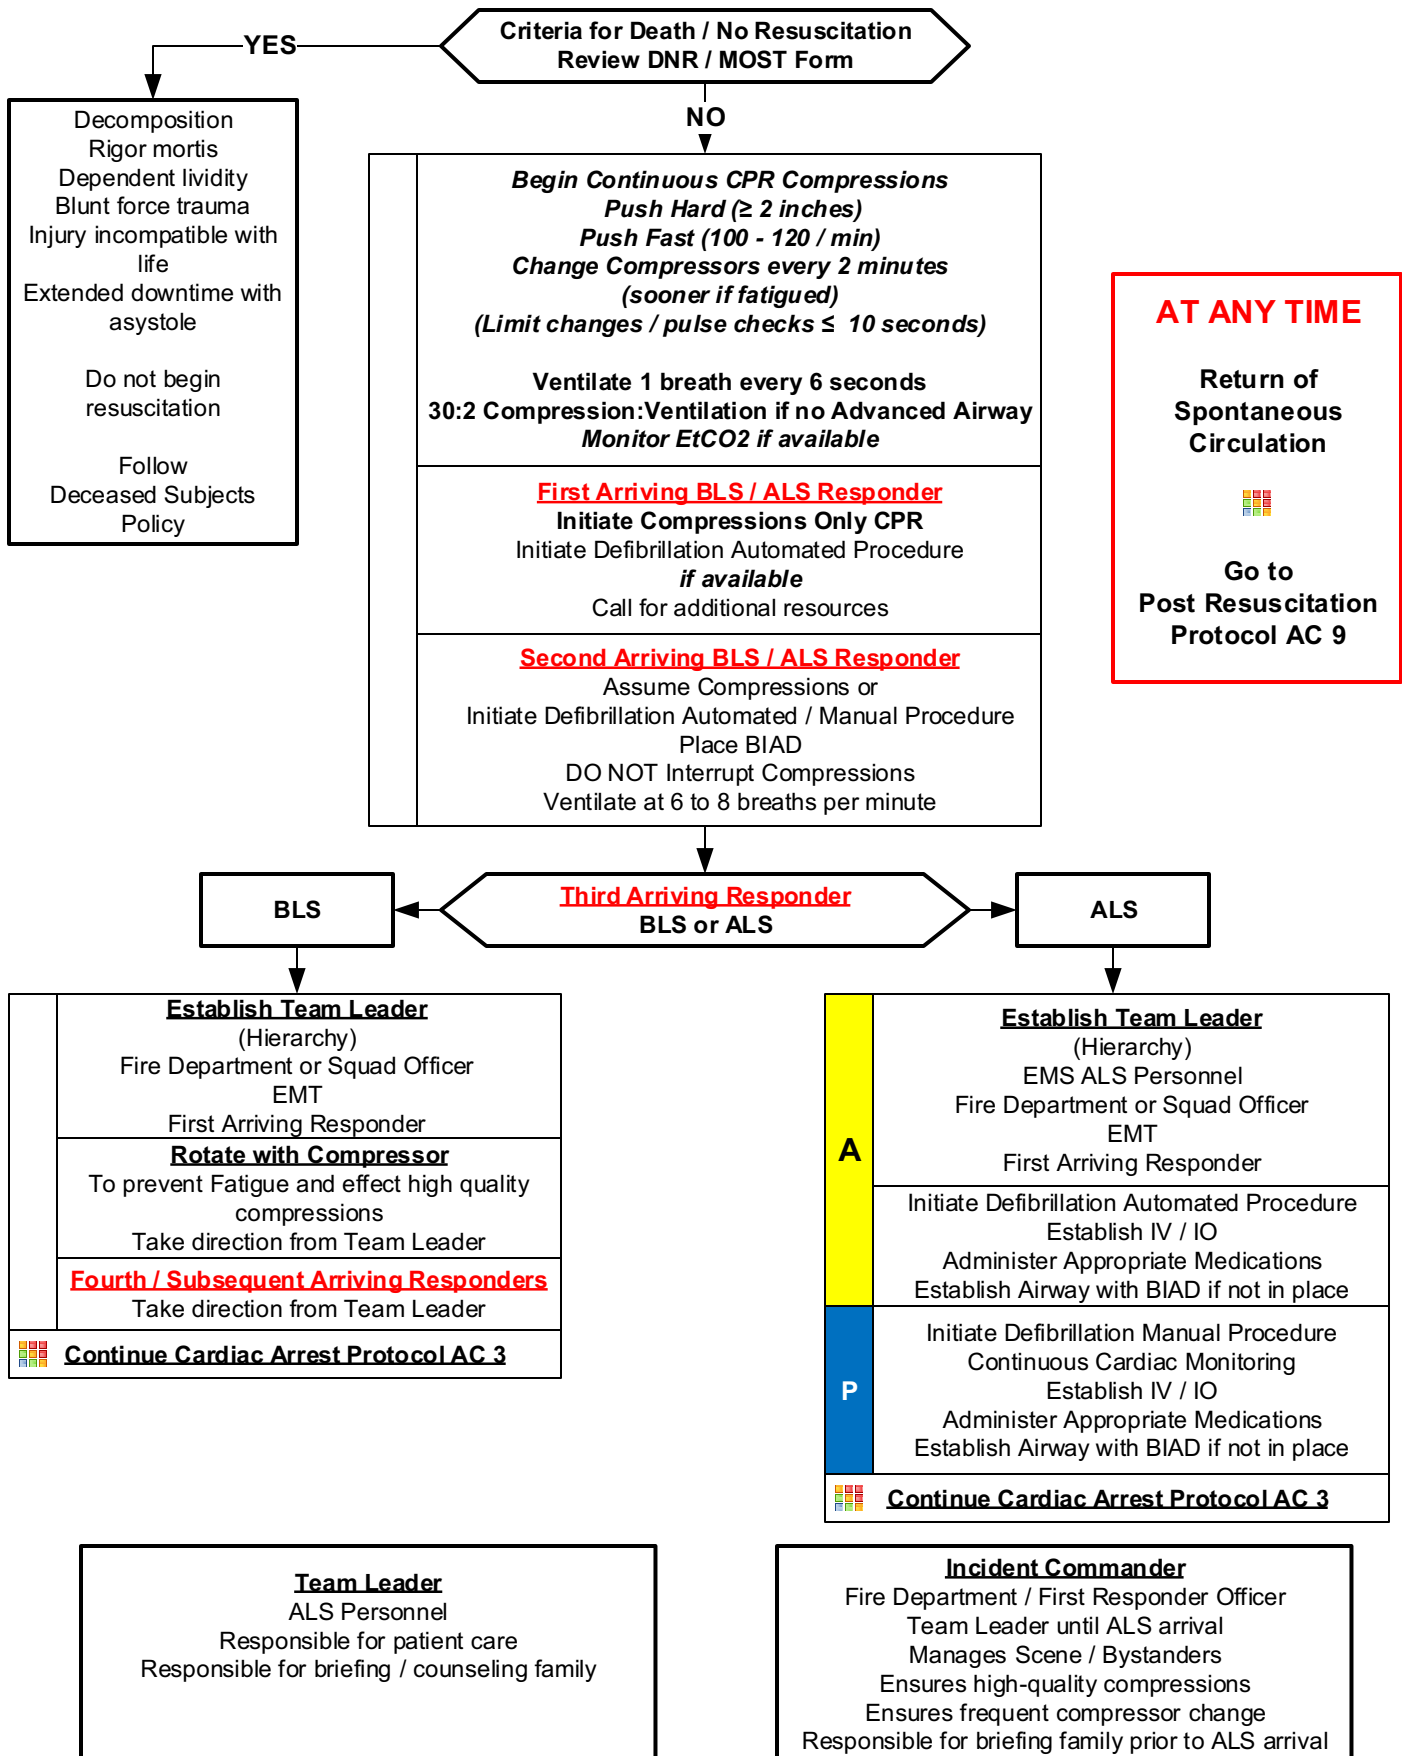 Criteria for Death / No Resuscitation
Review DNR / MOST Form
YES
NO
Decomposition
Rigor mortis
Dependent lividity
Blunt force trauma
Injury incompatible with
life
Extended downtime with
asystole
Do not begin
resuscitation
Follow
Deceased Subjects
Policy
Begin Continuous CPR Compressions
Push Hard (≥ 2 inches)
Push Fast (100 - 120 / min)
Change Compressors every 2 minutes
(sooner if fatigued)
(Limit changes / pulse checks ≤ 10 seconds)
Ventilate 1 breath every 6 seconds
30:2 Compression:Ventilation if no Advanced Airway
Monitor EtCO2 if available
First Arriving BLS / ALS Responder
Initiate Compressions Only CPR
Initiate Defibrillation Automated Procedure
if available
Call for additional resources
Second Arriving BLS / ALS Responder
Assume Compressions or
Initiate Defibrillation Automated / Manual Procedure
Place BIAD
DO NOT Interrupt Compressions
Ventilate at 6 to 8 breaths per minute
AT ANY TIME
Return of
Spontaneous
Circulation
Go to
Post Resuscitation
Protocol AC 9
Third Arriving Responder
BLS or ALS
BLS
ALS
Establish Team Leader
(Hierarchy)
Fire Department or Squad Officer
EMT
First Arriving Responder
Rotate with Compressor
To prevent Fatigue and effect high quality
compressions
Take direction from Team Leader
Fourth / Subsequent Arriving Responders
Take direction from Team Leader
Continue Cardiac Arrest Protocol AC 3
A
Establish Team Leader
(Hierarchy)
EMS ALS Personnel
Fire Department or Squad Officer
EMT
First Arriving Responder
Initiate Defibrillation Automated Procedure
Establish IV / IO
Administer Appropriate Medications
Establish Airway with BIAD if not in place
P
Initiate Defibrillation Manual Procedure
Continuous Cardiac Monitoring
Establish IV / IO
Administer Appropriate Medications
Establish Airway with BIAD if not in place
Continue Cardiac Arrest Protocol AC 3
Team Leader
ALS Personnel
Responsible for patient care
Responsible for briefing / counseling family
Incident Commander
Fire Department / First Responder Officer
Team Leader until ALS arrival
Manages Scene / Bystanders
Ensures high-quality compressions
Ensures frequent compressor change
Responsible for briefing family prior to ALS arrival